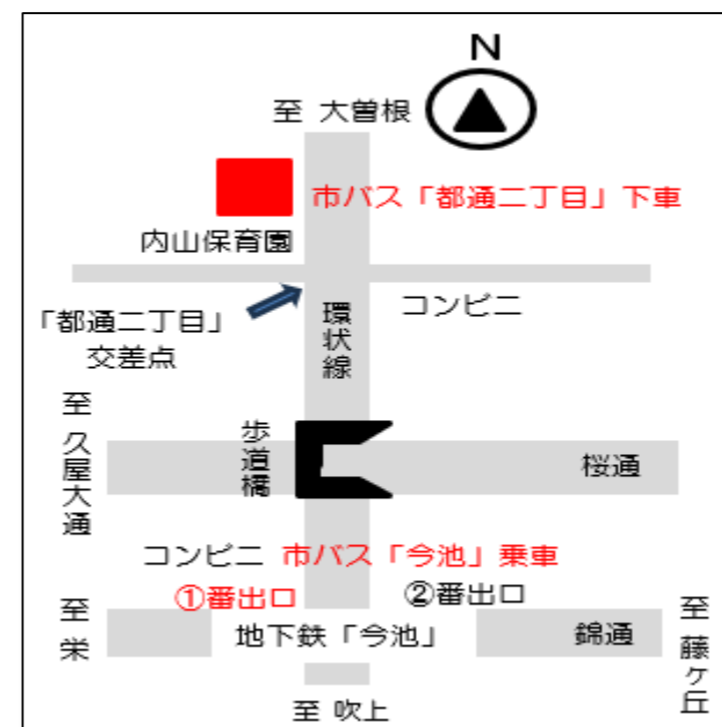 N
至 大曽根
市バス「都通二丁目」下車
内山保育園
コンビニ
「都通二丁目」
交差点
環状線
至 久屋大通
歩道橋
桜通
コンビニ 市バス「今池」乗車
①番出口
②番出口
至 栄
地下鉄「今池」
錦通
至 藤ヶ丘
至 吹上